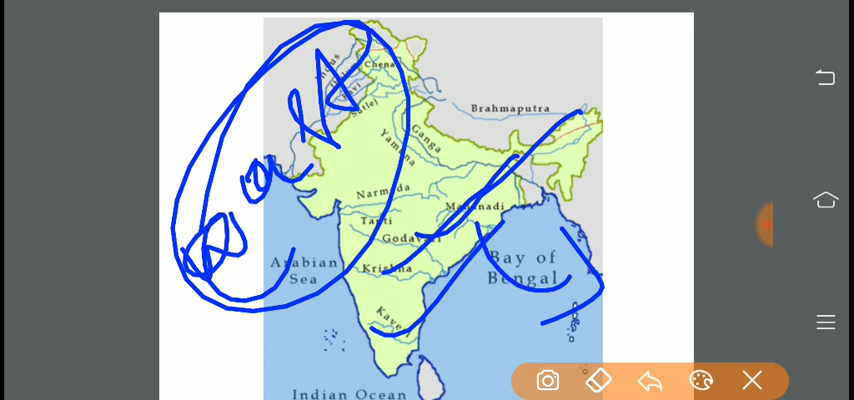 Indus
Chenab
Ravi
Sutlej
Brahmaputra
Ganga
Yamuna
Narmada
Mahanadi
Tapti
Godavari
Arabian
Sea
Krishna
Bay of
Bengal
Kaveri
Indian Ocean